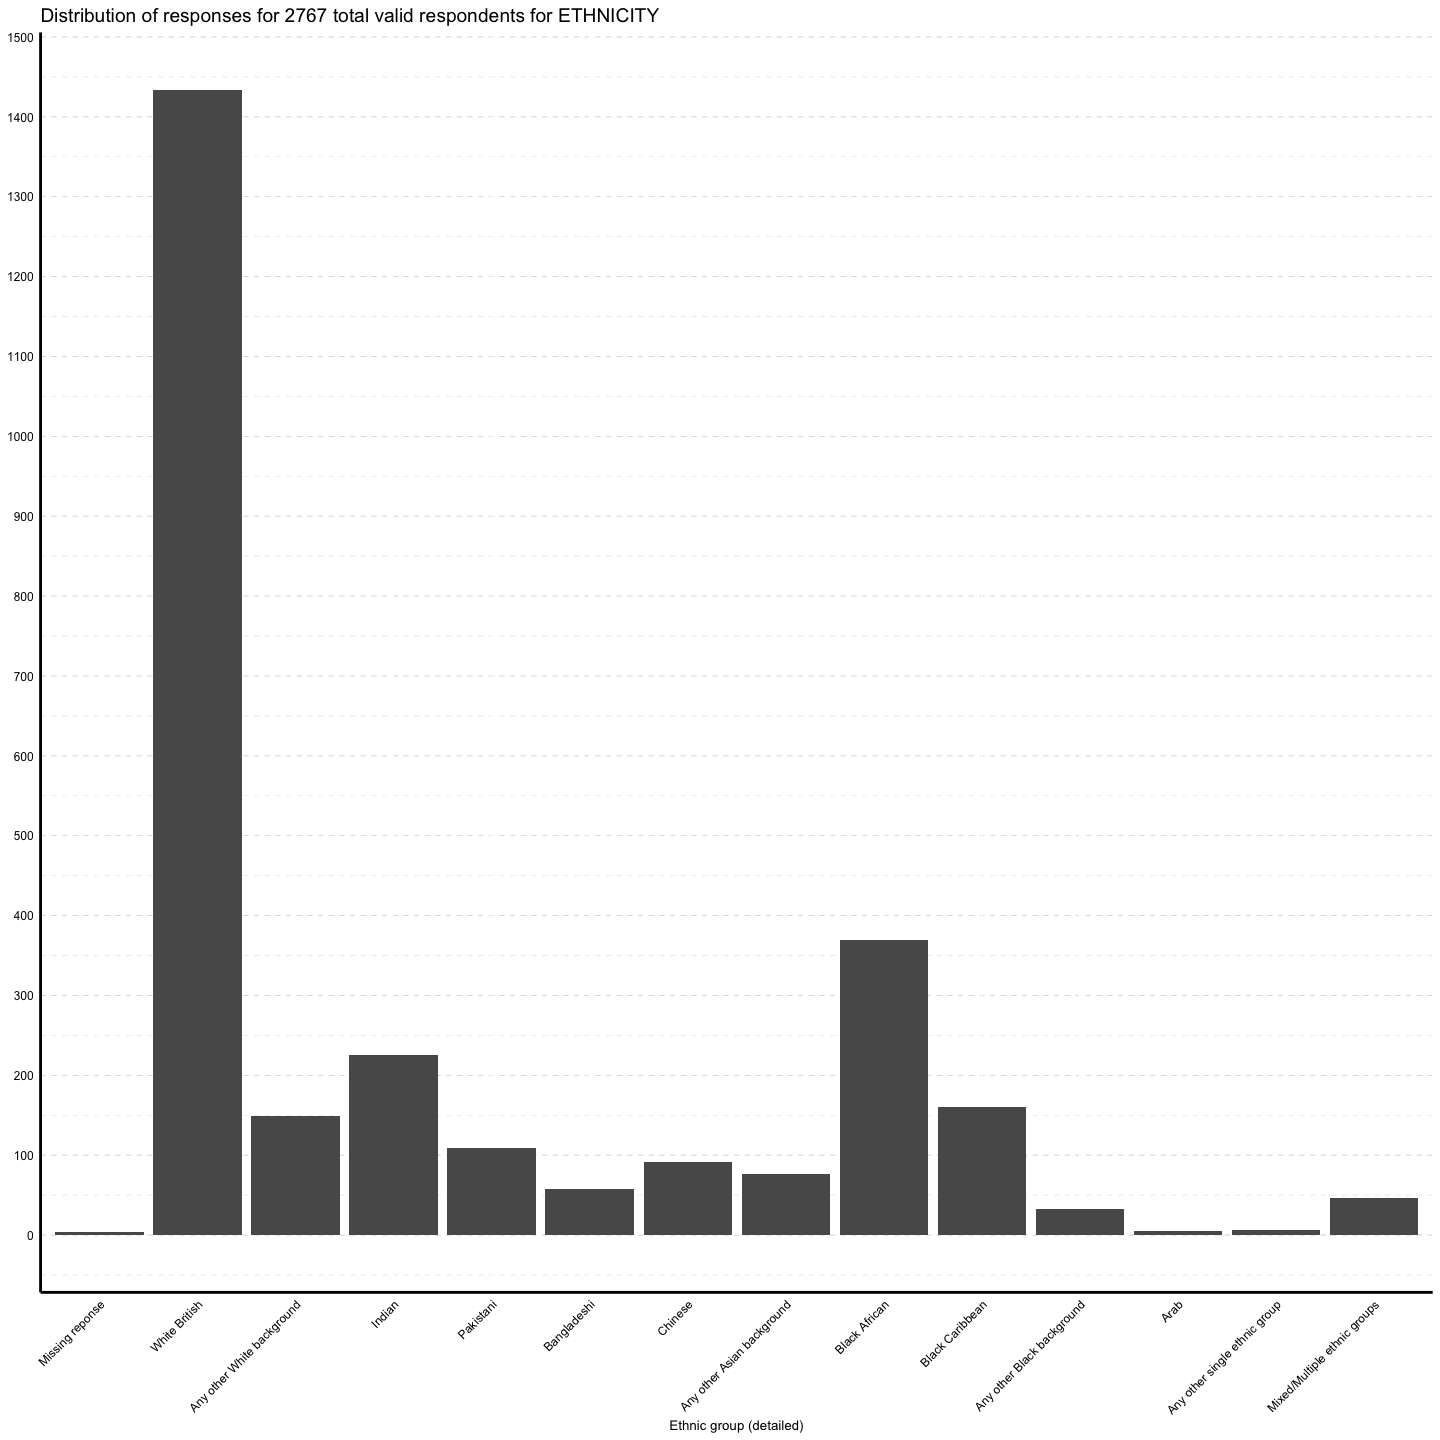 Distribution of responses for 2767 total valid respondents for ETHNICITY
1500
1400
1300
1200
1100
1000
900
800
700
600
500
400
300
200
100
0
Missing reponse
White British
Any other White background
Indian
Pakistani
Bangladeshi
Chinese
Any other Asian background
Black African
Black Caribbean
Any other Black background
Arab
Any other single ethnic group
Mixed/Multiple ethnic groups
Ethnic group (detailed)